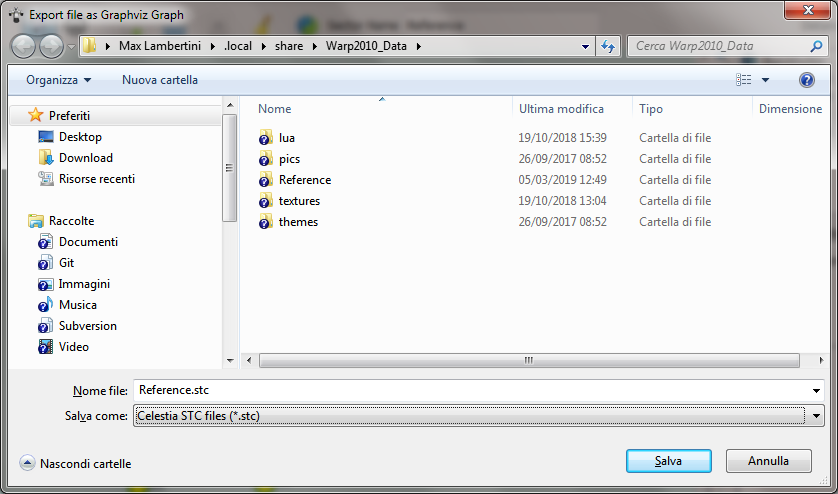 Export file as Graphviz Graph
Max Lambertini .local share Warp2010_Data
Cerca Warp2010_Data
Organizza Nuova cartella
Nome Ultima modifica Tipo Dimensione
Preferiti
Desktop
Download
Risorse recenti
Raccolte
Documenti
Git
Immagini
Musica
Subversion
Video
lua 19/10/2018 15:39 Cartella di file
pics 26/09/2017 08:52 Cartella di file
Reference 05/03/2019 12:49 Cartella di file
textures 19/10/2018 13:04 Cartella di file
themes 26/09/2017 08:52 Cartella di file
Nome file: Reference.stc
Salva come: Celestia STC files (*.stc)
Nascondi cartelle
Salva Annulla